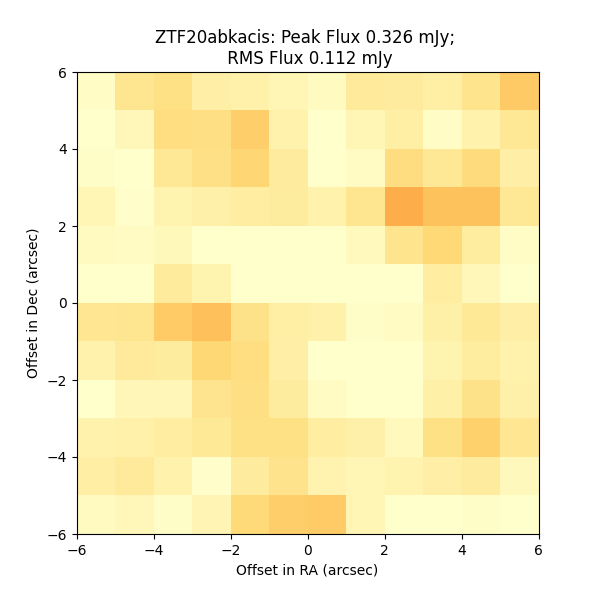 ZTF20abkacis: Peak Flux 0.326 mJy;
RMS Flux 0.112 mJy
6
4
2
0
−2
−4
−6
Offset in Dec (arcsec)
−6 −4 −2 0 2 4 6
Offset in RA (arcsec)